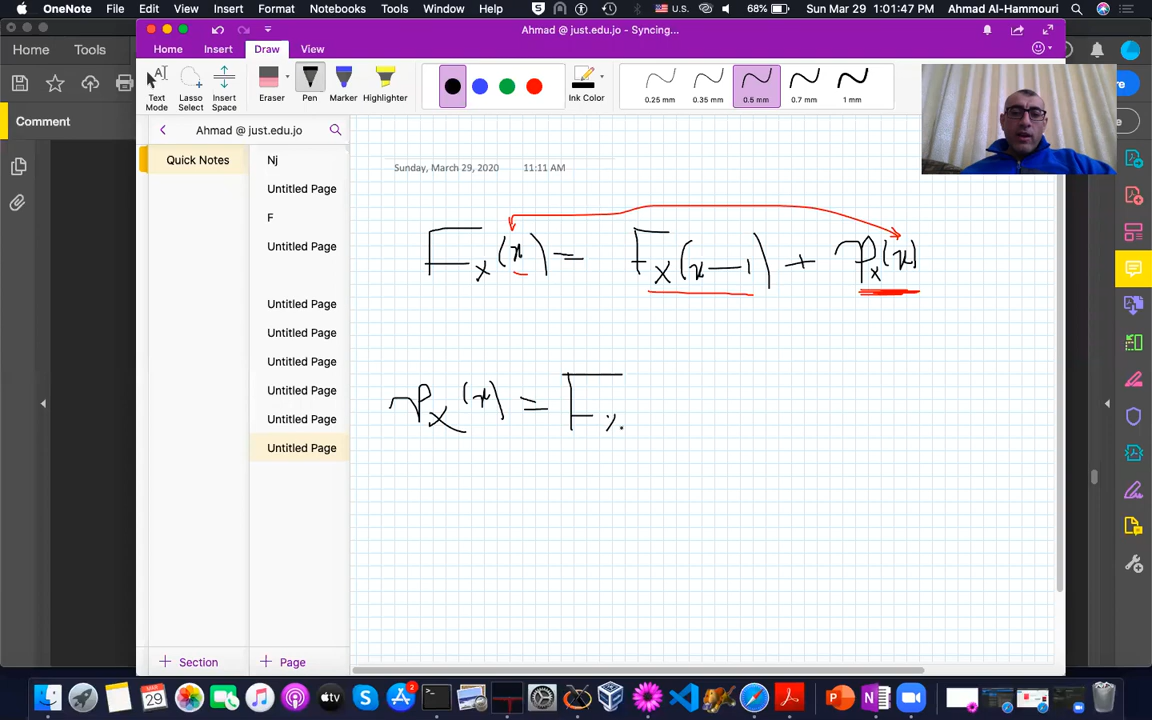 OneNote File Edit View Insert Format Notebooks Tools Window Help U.S. 68% Sun Mar 29 1:01:47 PM Ahmad Al-Hammouri
Ahmad @ just.edu.jo - Syncing...
Home Tools
Home Insert Draw View
Text Mode Lasso Select Insert Space Eraser Pen Marker Highlighter Ink Color 0.25 mm 0.35 mm 0.5 mm 0.7 mm 1 mm
Comment
Ahmad @ just.edu.jo
Quick Notes
Nj
Untitled Page
F
Untitled Page
Untitled Page
Untitled Page
Untitled Page
Untitled Page
Untitled Page
Untitled Page
Sunday, March 29, 2020 11:11 AM
F_X(x) = F_X(x-1) + P_X(x)
P_X(x) = F
+ Section + Page
29 S 2 tv P N